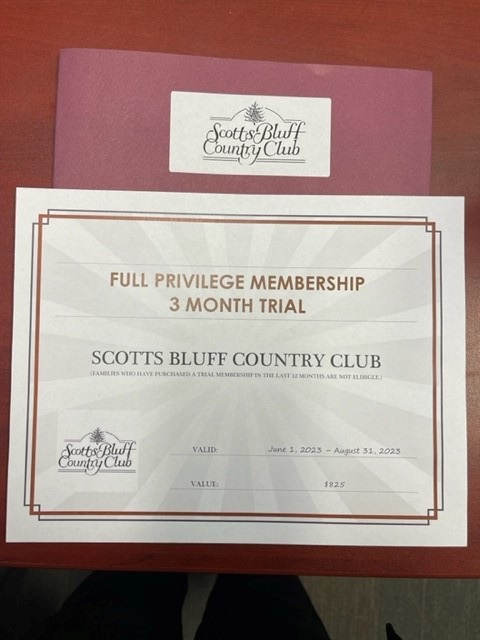 Scotts Bluff
Country Club
FULL PRIVILEGE MEMBERSHIP
3 MONTH TRIAL
SCOTTS BLUFF COUNTRY CLUB
(FAMILIES WHO HAVE PURCHASED A TRIAL MEMBERSHIP IN THE LAST 12 MONTHS ARE NOT ELIBIGLE.)
Scotts Bluff
Country Club
VALID: June 1, 2023 – August 31, 2023
VALUE: $825